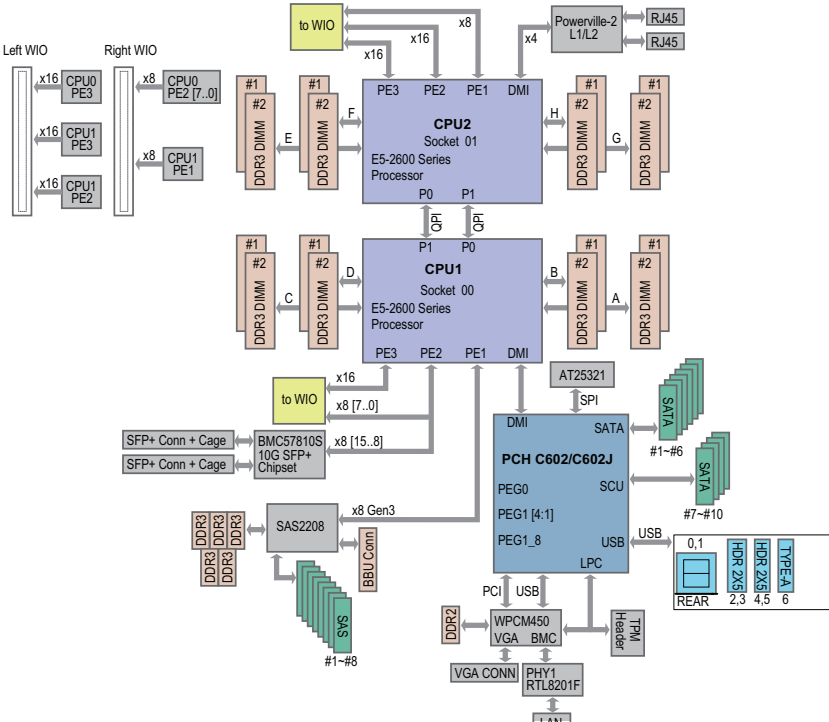 to WIO
x8
x16
x16
x4
Powerville-2
L1/L2
RJ45
RJ45
Left WIO
Right WIO
x16
CPU0
PE3
x8
CPU0
PE2 [7..0]
x16
CPU1
PE3
x8
CPU1
PE1
x16
CPU1
PE2
#1
#2
DDR3 DIMM
E
#1
#2
DDR3 DIMM
F
PE3
PE2
PE1
DMI
CPU2
Socket 01
E5-2600 Series
Processor
P0
P1
H
#1
#2
DDR3 DIMM
G
#1
#2
DDR3 DIMM
QPI
QPI
#1
#2
DDR3 DIMM
C
#1
#2
DDR3 DIMM
D
P1
P0
CPU1
Socket 00
E5-2600 Series
Processor
PE3
PE2
PE1
DMI
B
#1
#2
DDR3 DIMM
A
#1
#2
DDR3 DIMM
to WIO
x16
x8 [7..0]
x8 [15..8]
SFP+ Conn + Cage
SFP+ Conn + Cage
BMC57810S
10G SFP+
Chipset
AT25321
SPI
DMI
SATA
PCH C602/C602J
SCU
PEG0
PEG1 [4:1]
PEG1_8
USB
LPC
SATA
#1~#6
SATA
#7~#10
x8 Gen3
SAS2208
DDR3
DDR3
DDR3
DDR3
DDR3
BBU Conn
SAS
#1~#8
USB
0,1
REAR
HDR 2X5
2,3
HDR 2X5
4,5
TYPE-A
6
PCI
USB
DDR2
WPCM450
VGA
BMC
TPM
Header
VGA CONN
PHY1
RTL8201F
LAN